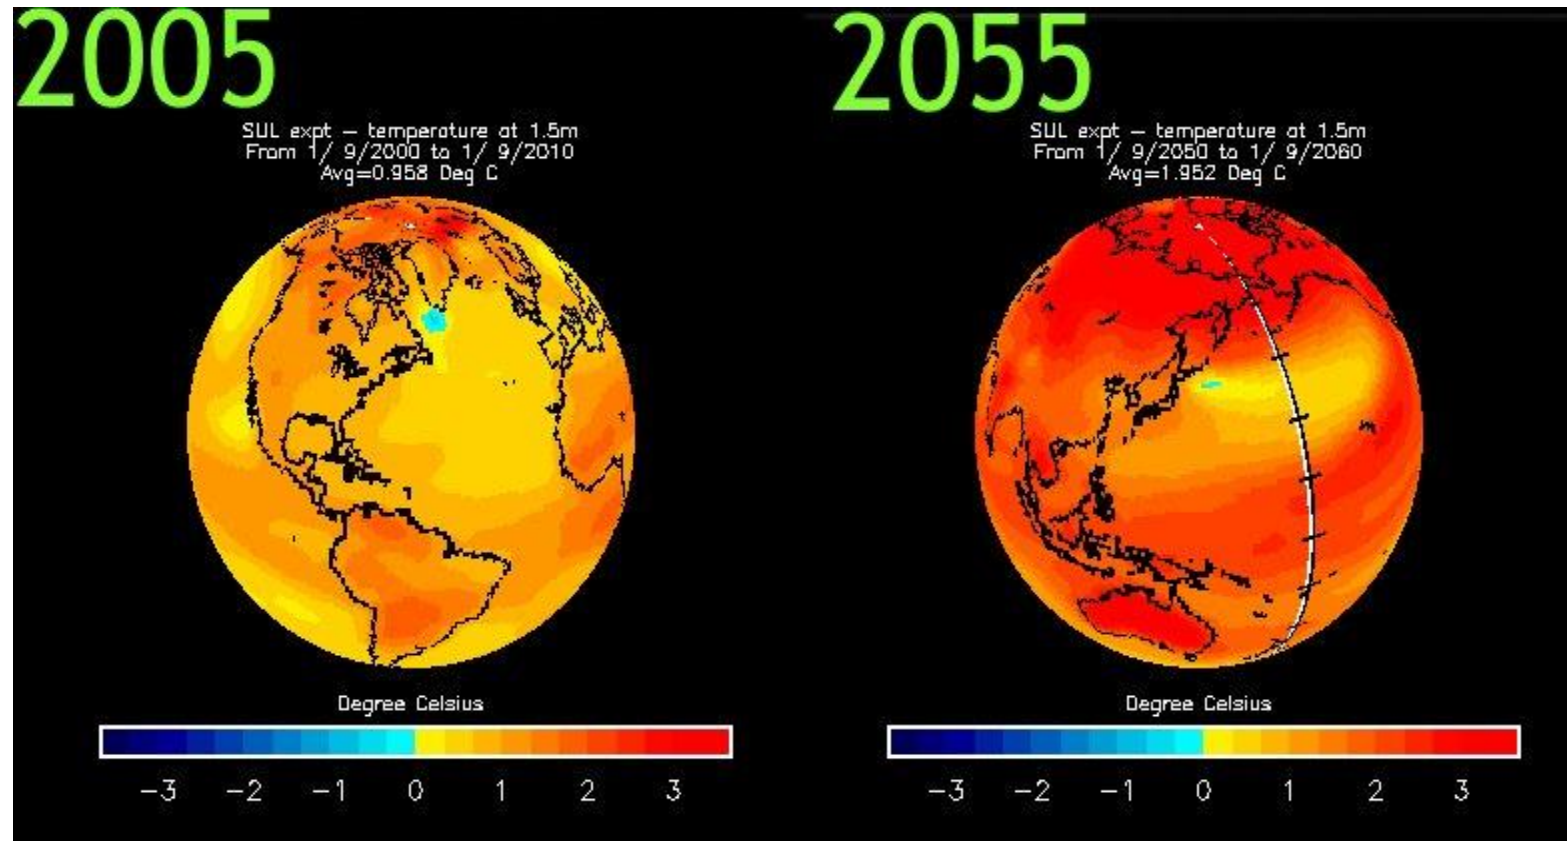 2005
SUL expt – temperature at 1.5m
From 1/ 9/2000 to 1/ 9/2010
Avg=0.958 Deg C
Degree Celsius
−3 −2 −1 0 1 2 3
2055
SUL expt – temperature at 1.5m
From 1/ 9/2050 to 1/ 9/2060
Avg=1.952 Deg C
Degree Celsius
−3 −2 −1 0 1 2 3